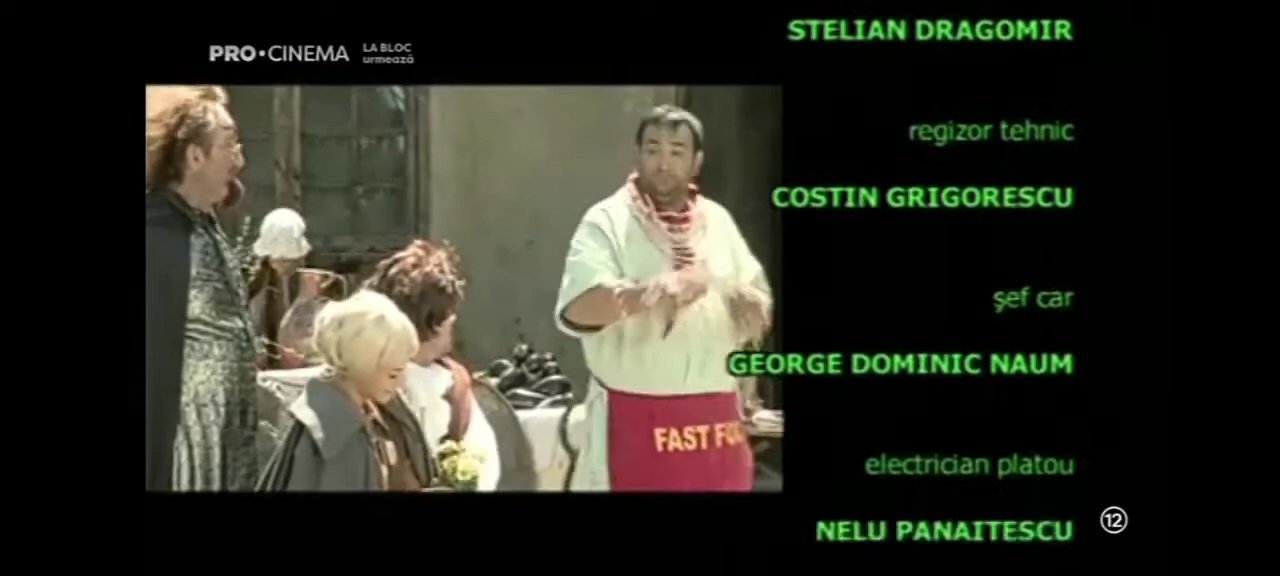 STELIAN DRAGOMIR
PRO•CINEMA
LA BLOC
urmează
regizor tehnic
COSTIN GRIGORESCU
şef car
GEORGE DOMINIC NAUM
FAST
electrician platou
NELU PANAITESCU
12